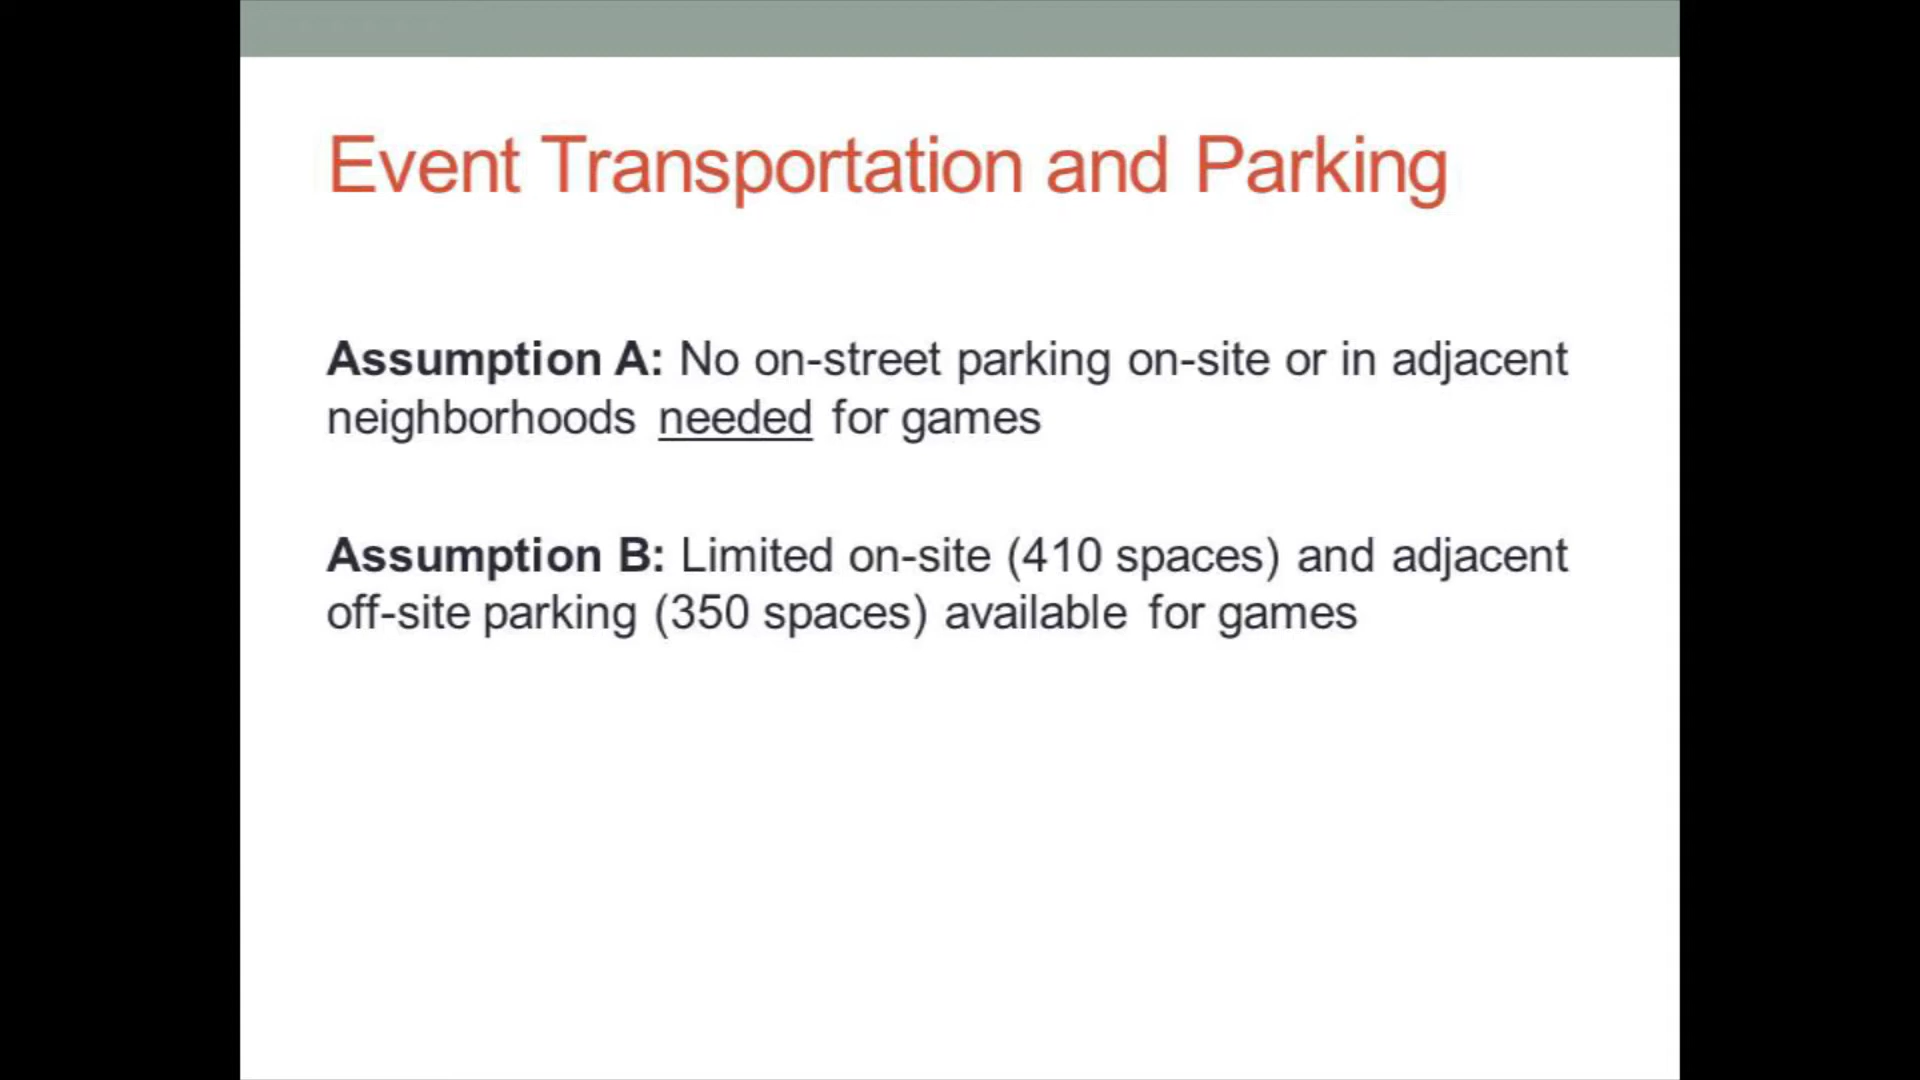 Event Transportation and Parking
Assumption A: No on-street parking on-site or in adjacent
neighborhoods needed for games
Assumption B: Limited on-site (410 spaces) and adjacent
off-site parking (350 spaces) available for games